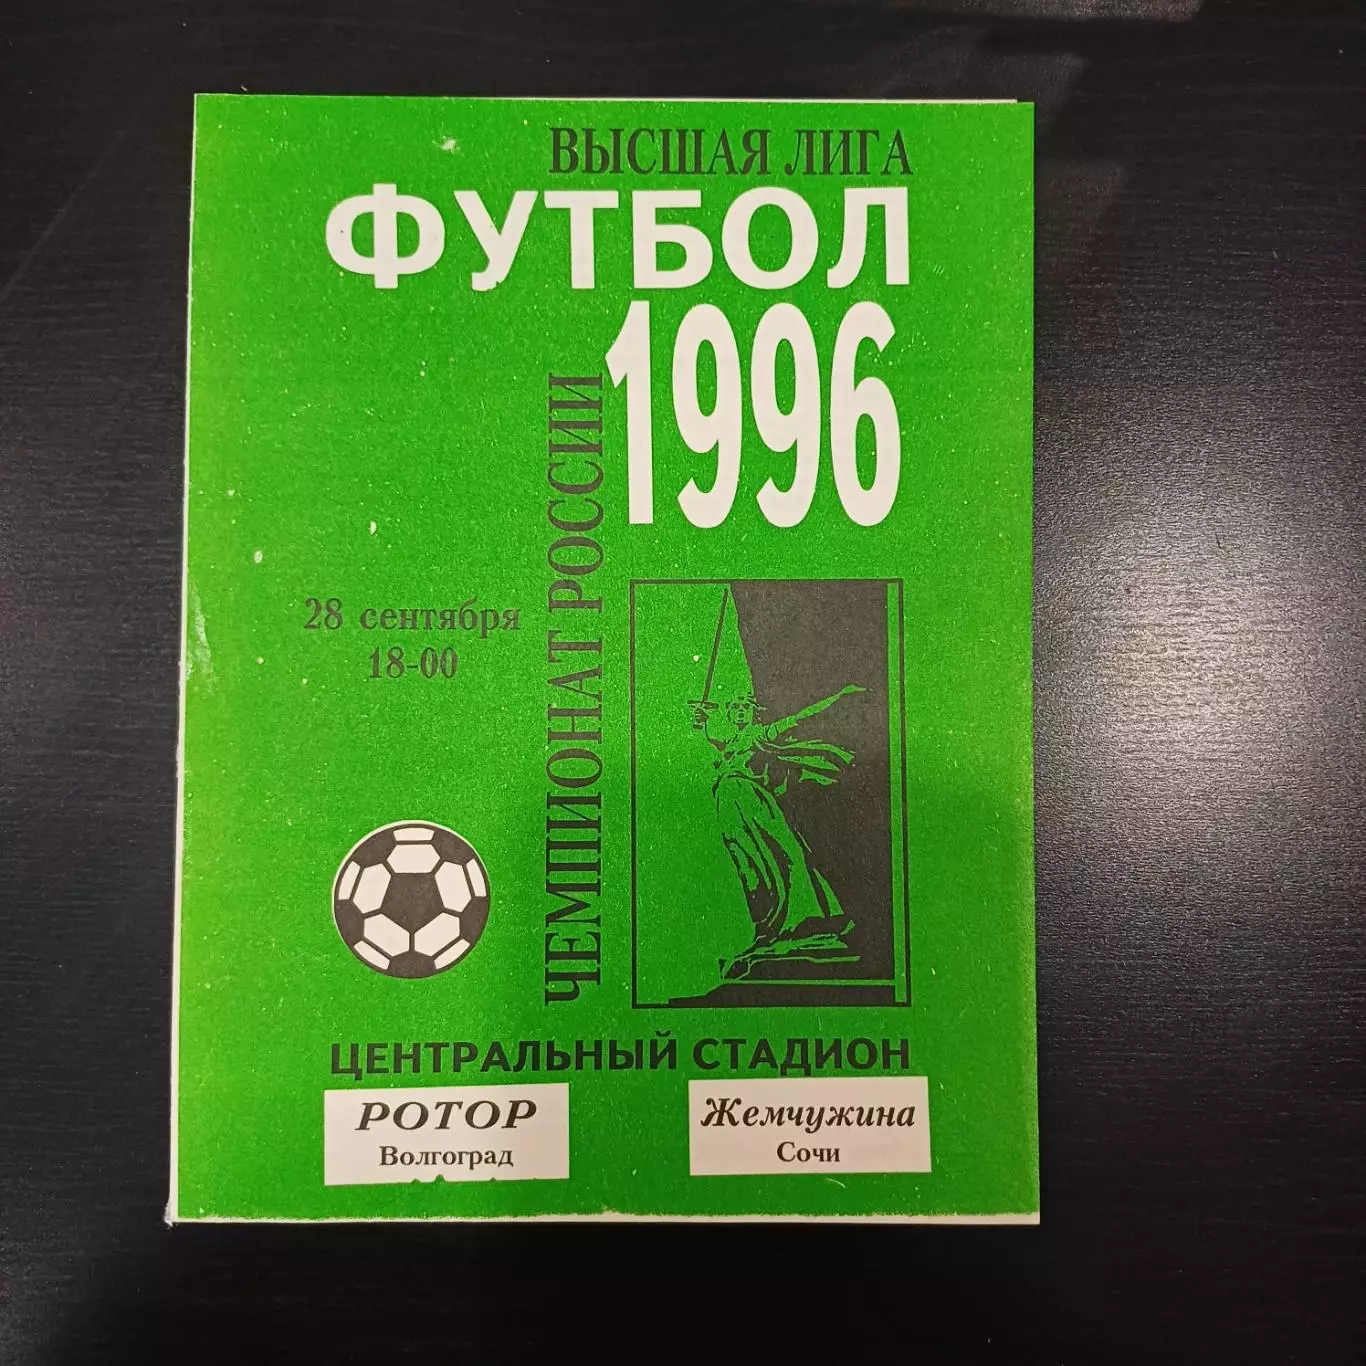 ВЫСШАЯ ЛИГА
ФУТБОЛ
1996
ЧЕМПИОНАТ РОССИИ
28 сентября
18-00
ЦЕНТРАЛЬНЫЙ СТАДИОН
РОТОР
Волгоград
Жемчужина
Сочи